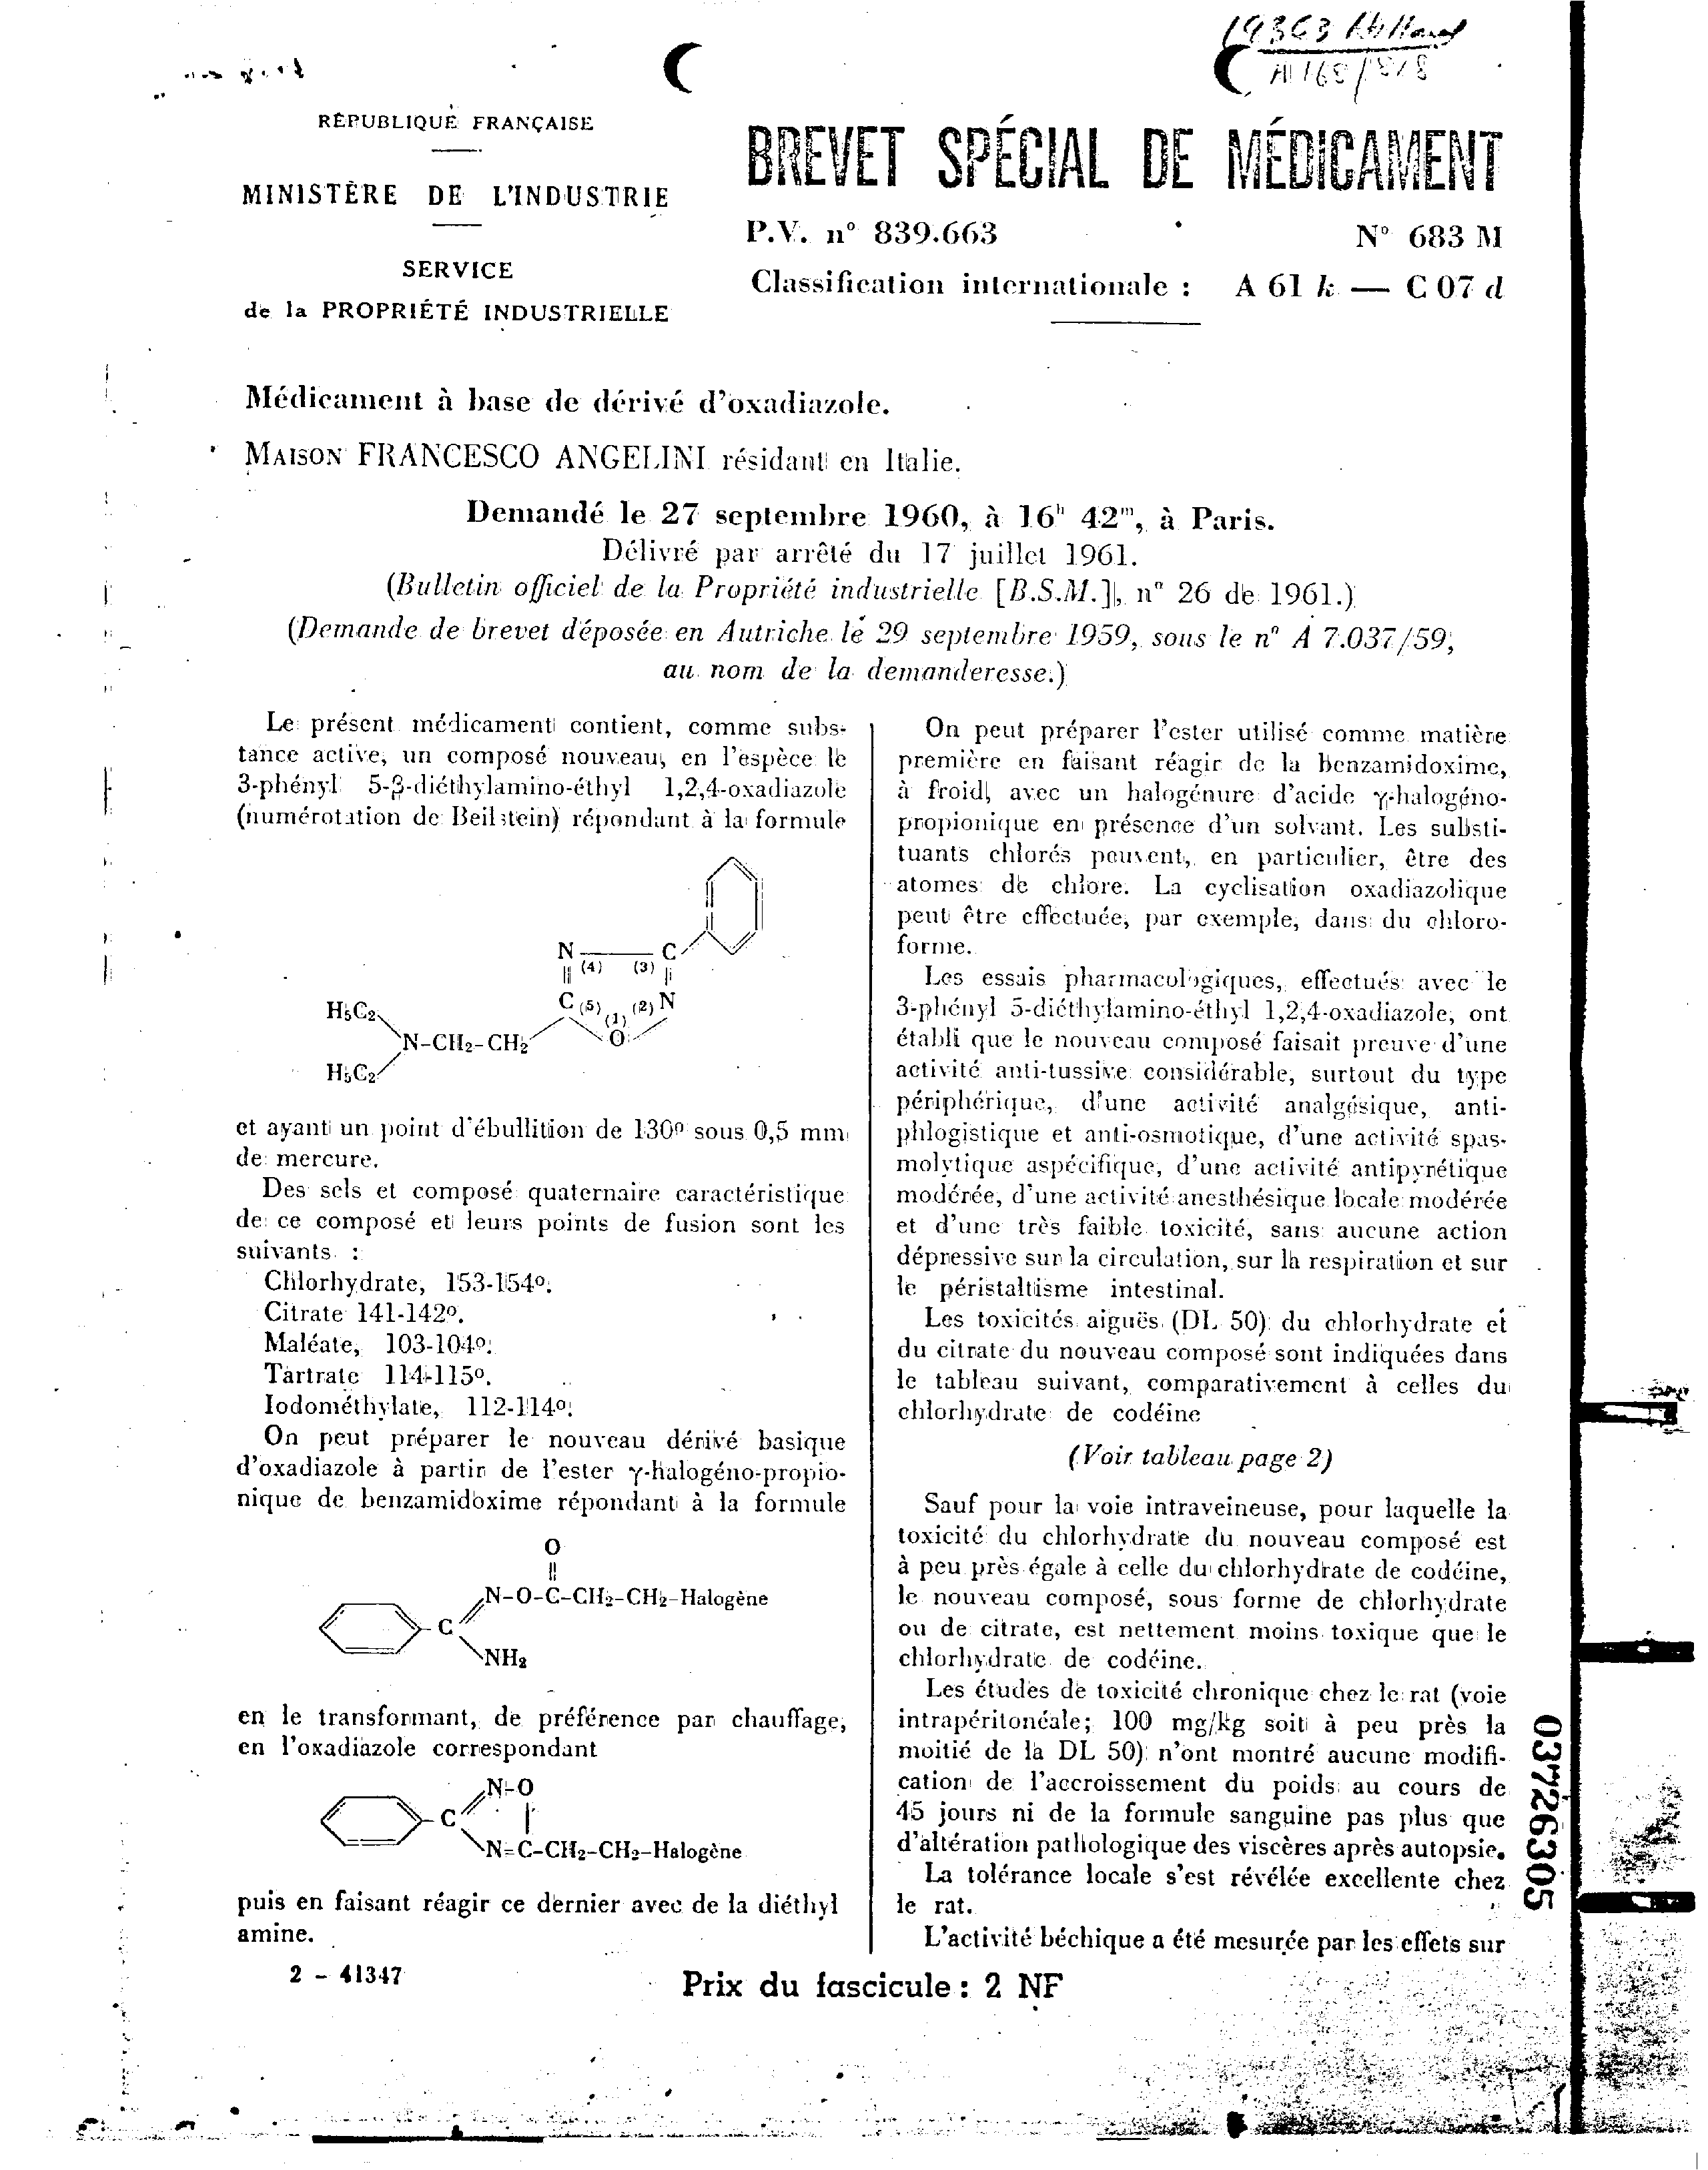 19363
RÉPUBLIQUE FRANÇAISE
MINISTÈRE DE L'INDUSTRIE
SERVICE
de la PROPRIÉTÉ INDUSTRIELLE
BREVET SPÉCIAL DE MÉDICAMENT
P.V. n° 839.663 N° 683 M
Classification internationale : A 61 k — C 07 d
Médicament à base de dérivé d'oxadiazole.
Maison FRANCESCO ANGELINI résidant en Italie.
Demandé le 27 septembre 1960, à 16h 42m, à Paris.
Délivré par arrêté du 17 juillet 1961.
(Bulletin officiel de la Propriété industrielle [B.S.M.], n° 26 de 1961.)
(Demande de brevet déposée en Autriche le 29 septembre 1959, sous le n° A 7.037/59,
au nom de la demanderesse.)
Le présent médicament contient, comme subs-
tance active, un composé nouveau, en l'espèce le
3-phényl 5-β-diéthylamino-éthyl 1,2,4-oxadiazole
(numérotation de Beilstein) répondant à la formule
N C
(4) (3)
H5C2 C (5) (1) (2) N
N-CH2-CH2 O
H5C2
et ayant un point d'ébullition de 130° sous 0,5 mm
de mercure.
Des sels et composé quaternaire caractéristique
de ce composé et leurs points de fusion sont les
suivants :
Chlorhydrate, 153-154°.
Citrate 141-142°.
Maléate, 103-104°.
Tartrate 114-115°.
Iodométhylate, 112-114°.
On peut préparer le nouveau dérivé basique
d'oxadiazole à partir de l'ester γ-halogéno-propio-
nique de benzamidoxime répondant à la formule
O
N-O-C-CH2-CH2-Halogène
C
NH2
en le transformant, de préférence par chauffage,
en l'oxadiazole correspondant
N-O
C
N=C-CH2-CH2-Halogène
puis en faisant réagir ce dernier avec de la diéthyl
amine.
On peut préparer l'ester utilisé comme matière
première en faisant réagir de la benzamidoxime,
à froid, avec un halogénure d'acide γ-halogéno-
propionique en présence d'un solvant. Les substi-
tuants chlorés peuvent, en particulier, être des
atomes de chlore. La cyclisation oxadiazolique
peut être effectuée, par exemple, dans du chloro-
forme.
Les essais pharmacologiques, effectués avec le
3-phényl 5-diéthylamino-éthyl 1,2,4-oxadiazole, ont
établi que le nouveau composé faisait preuve d'une
activité anti-tussive considérable, surtout du type
périphérique, d'une activité analgésique, anti-
phlogistique et anti-osmotique, d'une activité spas-
molytique aspécifique, d'une activité antipyrétique
modérée, d'une activité anesthésique locale modérée
et d'une très faible toxicité, sans aucune action
dépressive sur la circulation, sur la respiration et sur
le péristaltisme intestinal.
Les toxicités aiguës (DL 50) du chlorhydrate et
du citrate du nouveau composé sont indiquées dans
le tableau suivant, comparativement à celles du
chlorhydrate de codéine
(Voir tableau page 2)
Sauf pour la voie intraveineuse, pour laquelle la
toxicité du chlorhydrate du nouveau composé est
à peu près égale à celle du chlorhydrate de codéine,
le nouveau composé, sous forme de chlorhydrate
ou de citrate, est nettement moins toxique que le
chlorhydrate de codéine.
Les études de toxicité chronique chez le rat (voie
intrapéritonéale; 100 mg/kg soit à peu près la
moitié de la DL 50) n'ont montré aucune modifi-
cation de l'accroissement du poids au cours de
45 jours ni de la formule sanguine pas plus que
d'altération pathologique des viscères après autopsie.
La tolérance locale s'est révélée excellente chez
le rat.
L'activité béchique a été mesurée par les effets sur
2 - 41347
Prix du fascicule : 2 NF
03726305